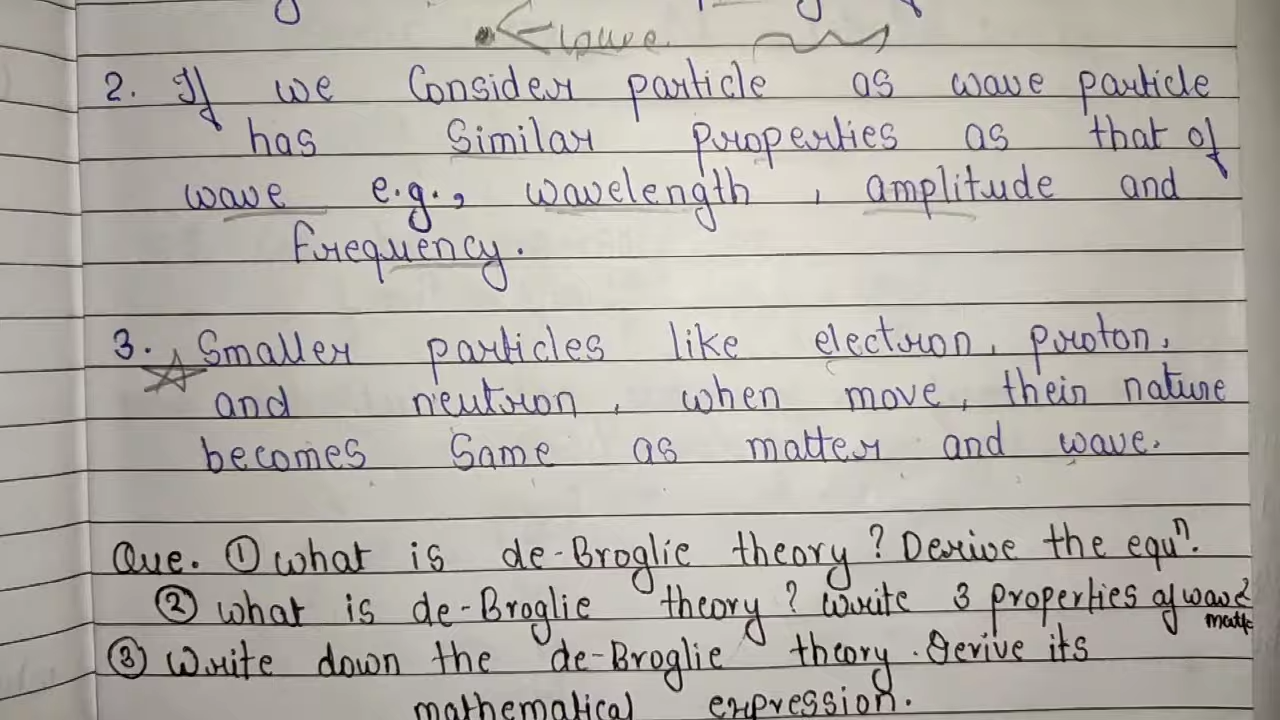 wave
2. If we Consider particle as wave particle
has Similar properties as that of
wave e.g., wavelength, amplitude and
frequency.
3. Smaller particles like electron, proton,
and neutron, when move, their nature
becomes Same as matter and wave.
Que. ① what is de-Broglie theory? Derive the equⁿ.
② what is de-Broglie theory? write 3 properties of wave
③ Write down the de-Broglie theory. Derive its
mathematical expression.